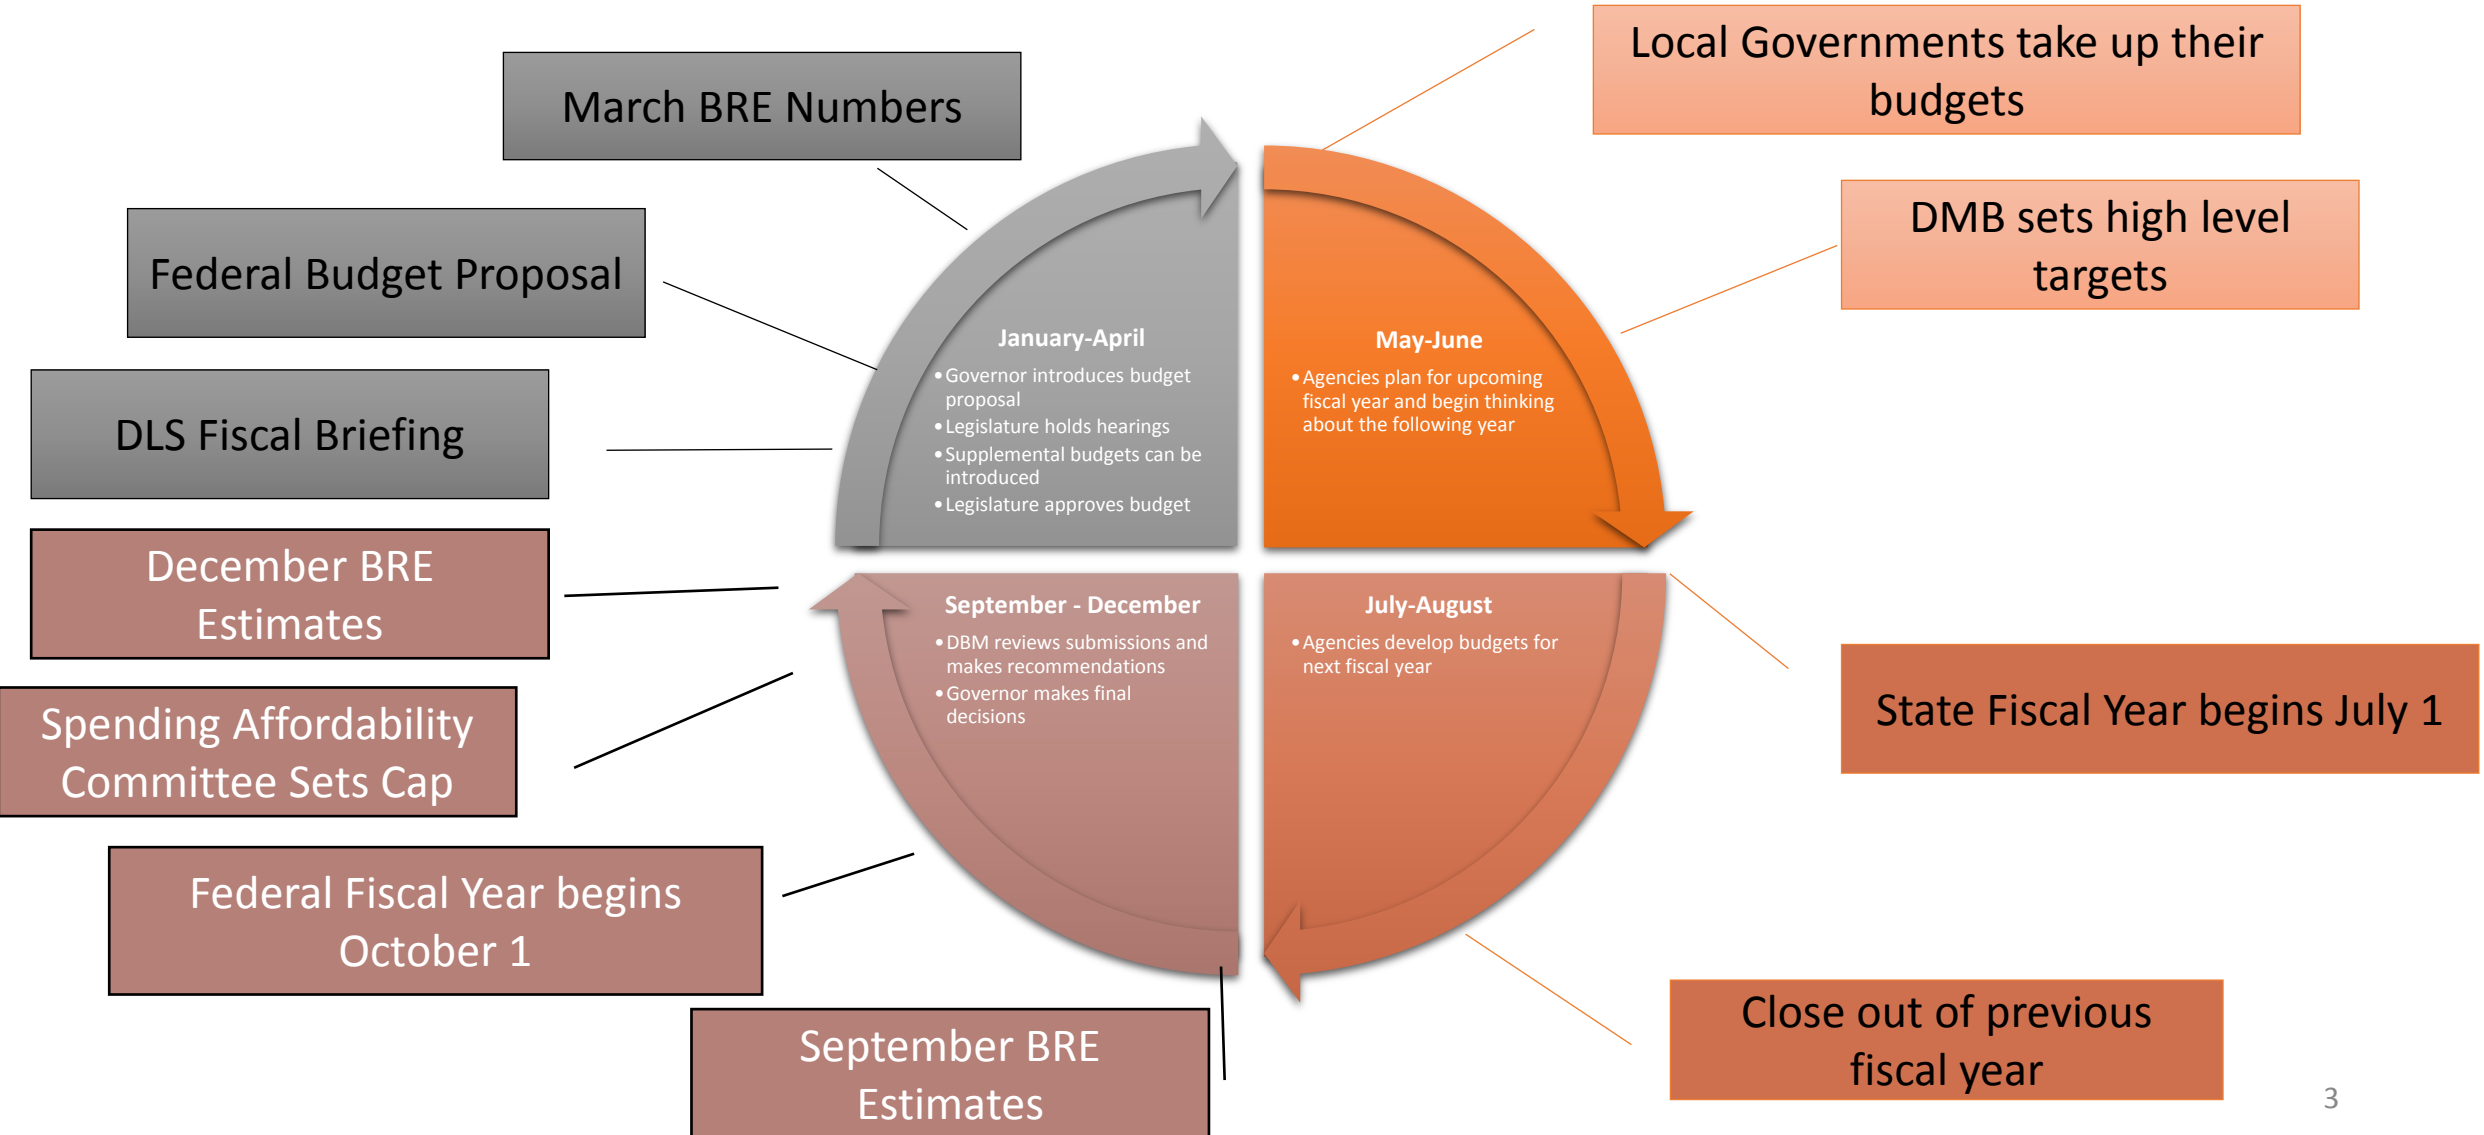 March BRE Numbers
Federal Budget Proposal
DLS Fiscal Briefing
December BRE
Estimates
Spending Affordability
Committee Sets Cap
Federal Fiscal Year begins
October 1
September BRE
Estimates
January-April
•Governor introduces budget
proposal
•Legislature holds hearings
•Supplemental budgets can be
introduced
•Legislature approves budget
May-June
•Agencies plan for upcoming
fiscal year and begin thinking
about the following year
September - December
•DBM reviews submissions and
makes recommendations
•Governor makes final
decisions
July-August
•Agencies develop budgets for
next fiscal year
Local Governments take up their
budgets
DMB sets high level
targets
State Fiscal Year begins July 1
Close out of previous
fiscal year
3